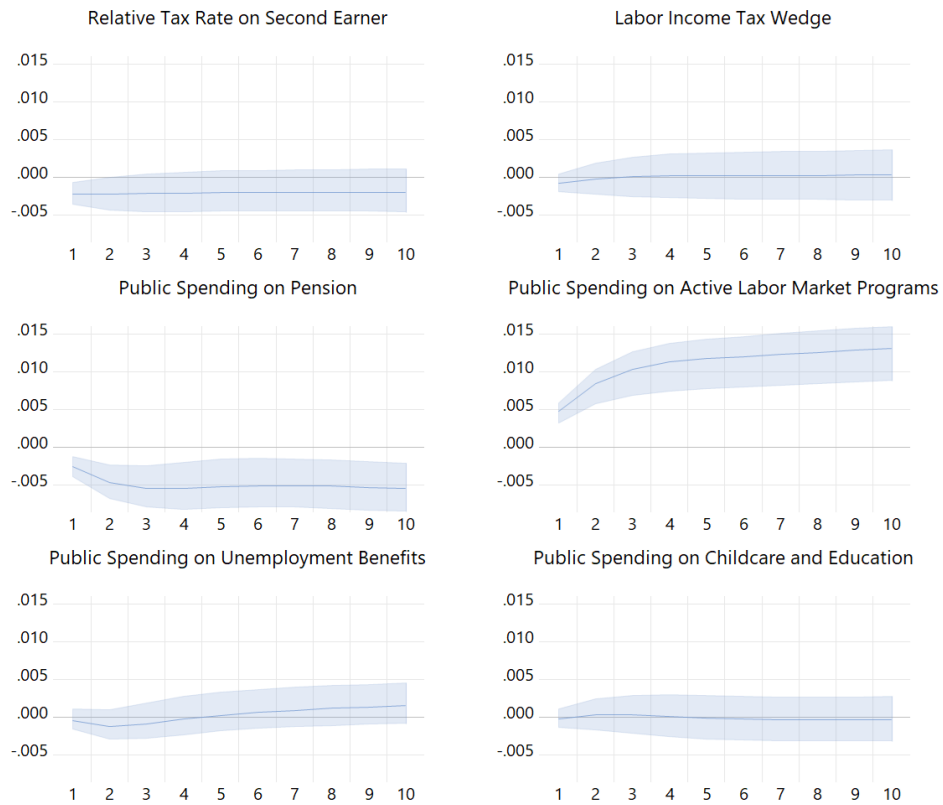 Relative Tax Rate on Second Earner
.015
.010
.005
.000
-.005
1 2 3 4 5 6 7 8 9 10
Labor Income Tax Wedge
.015
.010
.005
.000
-.005
1 2 3 4 5 6 7 8 9 10
Public Spending on Pension
.015
.010
.005
.000
-.005
1 2 3 4 5 6 7 8 9 10
Public Spending on Active Labor Market Programs
.015
.010
.005
.000
-.005
1 2 3 4 5 6 7 8 9 10
Public Spending on Unemployment Benefits
.015
.010
.005
.000
-.005
1 2 3 4 5 6 7 8 9 10
Public Spending on Childcare and Education
.015
.010
.005
.000
-.005
1 2 3 4 5 6 7 8 9 10